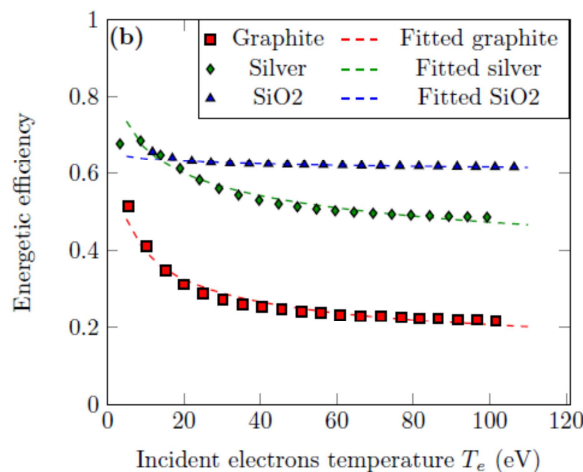 (b)
Graphite
Fitted graphite
Silver
Fitted silver
SiO2
Fitted SiO2
Energetic efficiency
1
0.8
0.6
0.4
0.2
0
0 20 40 60 80 100 120
Incident electrons temperature T_e (eV)